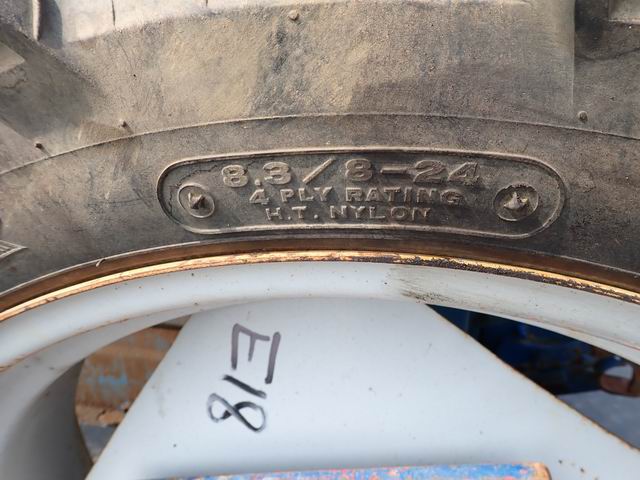 8.3/8-24
4 PLY RATING
H.T. NYLON
E18